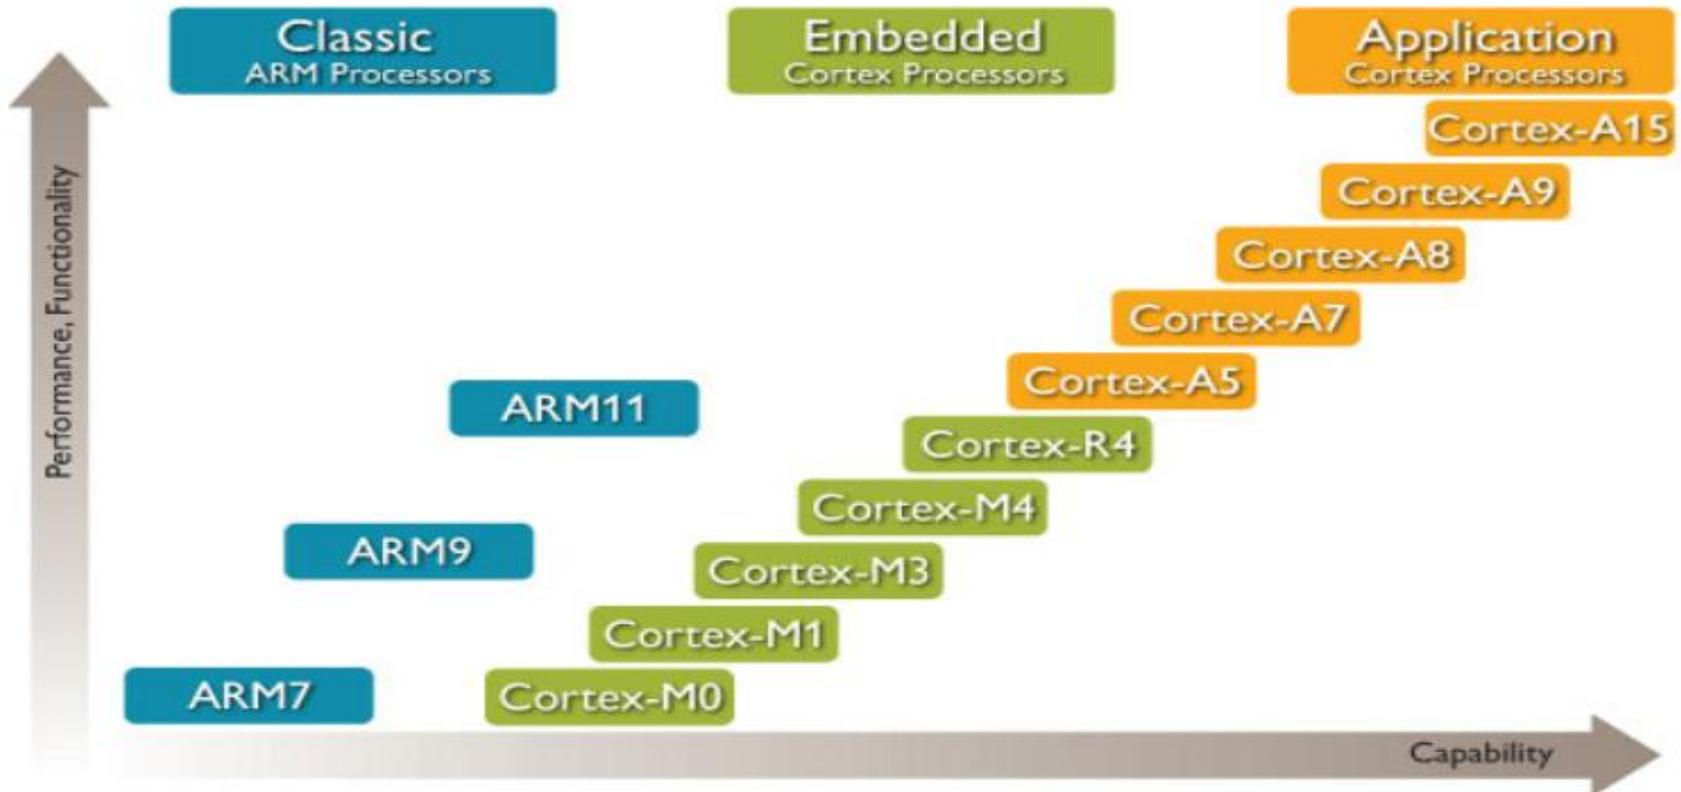 Classic
ARM Processors
Embedded
Cortex Processors
Application
Cortex Processors
Cortex-A15
Cortex-A9
Cortex-A8
Cortex-A7
Cortex-A5
ARM11
Cortex-R4
Cortex-M4
ARM9
Cortex-M3
Cortex-M1
ARM7
Cortex-M0
Performance, Functionality
Capability